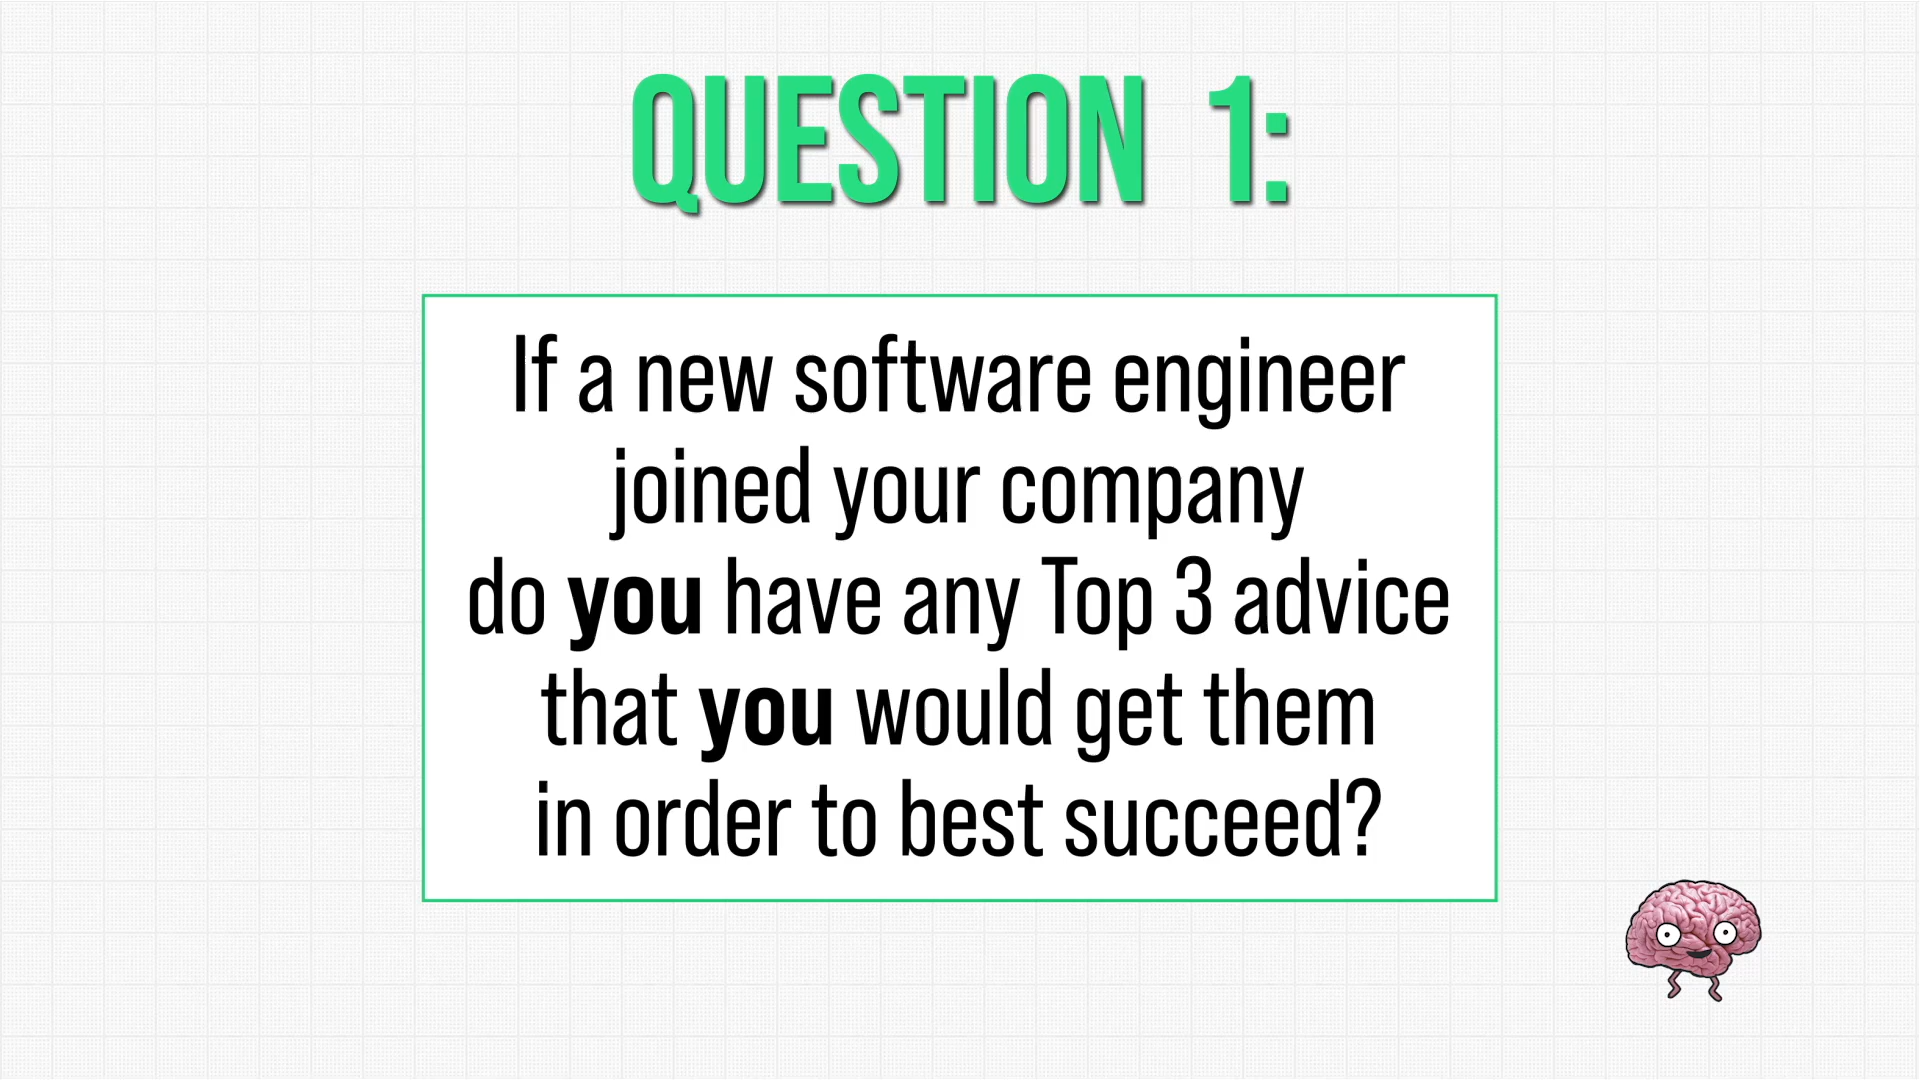 QUESTION 1:
If a new software engineer
joined your company
do you have any Top 3 advice
that you would get them
in order to best succeed?